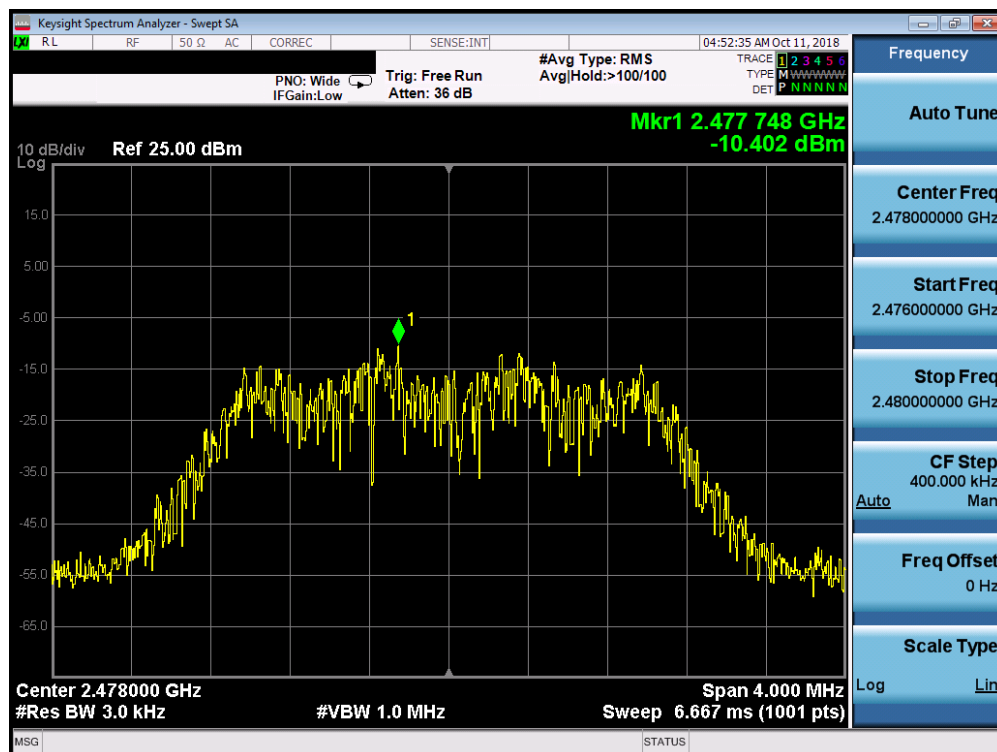 Keysight Spectrum Analyzer - Swept SA
LXI RL RF 50 Ω AC CORREC SENSE:INT 04:52:35 AM Oct 11, 2018
PNO: Wide
IFGain:Low
Trig: Free Run
Atten: 36 dB
#Avg Type: RMS
Avg|Hold:>100/100
TRACE 1 2 3 4 5 6
TYPE M WWWWW
DET P N N N N N
Mkr1 2.477 748 GHz
-10.402 dBm
10 dB/div Ref 25.00 dBm
Log
15.0
5.00
-5.00
1
-15.0
-25.0
-35.0
-45.0
-55.0
-65.0
Center 2.478000 GHz Span 4.000 MHz
#Res BW 3.0 kHz #VBW 1.0 MHz Sweep 6.667 ms (1001 pts)
MSG STATUS
Frequency
Auto Tune
Center Freq
2.478000000 GHz
Start Freq
2.476000000 GHz
Stop Freq
2.480000000 GHz
CF Step
400.000 kHz
Auto Man
Freq Offset
0 Hz
Scale Type
Log Lin